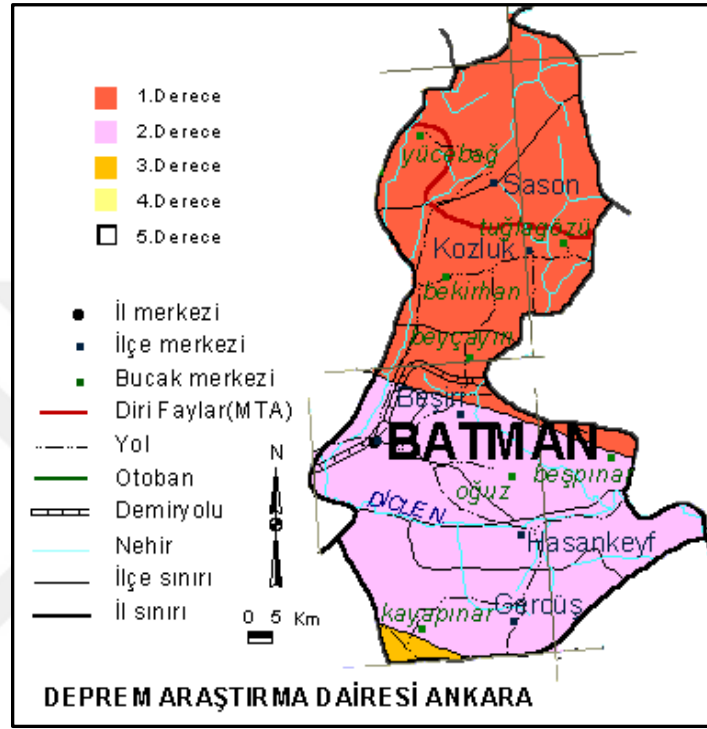 1.Derece
2.Derece
3.Derece
4.Derece
5.Derece
İl merkezi
İlçe merkezi
Bucak merkezi
Diri Faylar(MTA)
Yol
Otoban
Demiryolu
Nehir
İlçe sınırı
İl sınırı
N
0 5 Km
yücebağ
Sason
tuğlagözü
Kozluk
bekirhan
beyçayırı
Beşiri
BATMAN
beşpınar
oğuz
DİCLE N
Hasankeyf
kayapınar
Gercüş
DEPREM ARAŞTIRMA DAİRESİ ANKARA